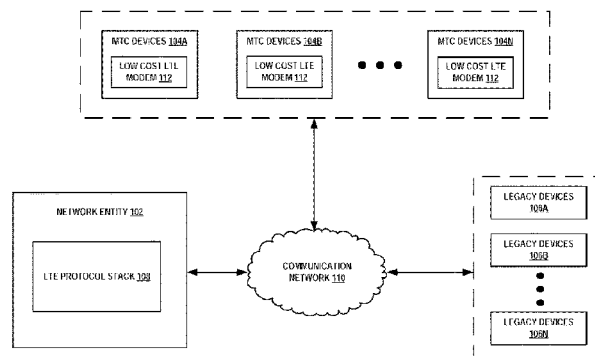 MTC DEVICES 104A
LOW COST LTE
MODEM 112
MTC DEVICES 104B
LOW COST LTE
MODEM 112
MTC DEVICES 104N
LOW COST LTE
MODEM 112
NETWORK ENTITY 102
LTE PROTOCOL STACK 108
COMMUNICATION
NETWORK 110
LEGACY DEVICES
106A
LEGACY DEVICES
106B
LEGACY DEVICES
106N